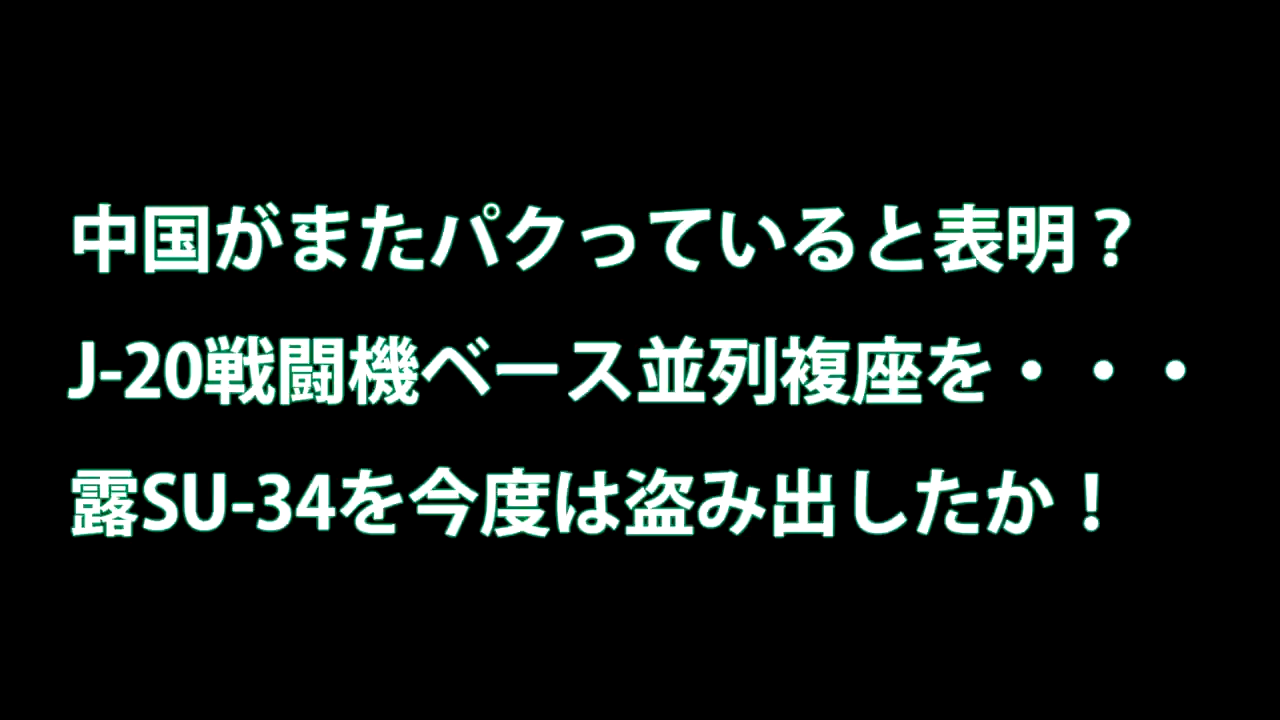 中国がまたパクっていると表明？
J-20戦闘機ベース並列複座を・・・
露SU-34を今度は盗み出したか！